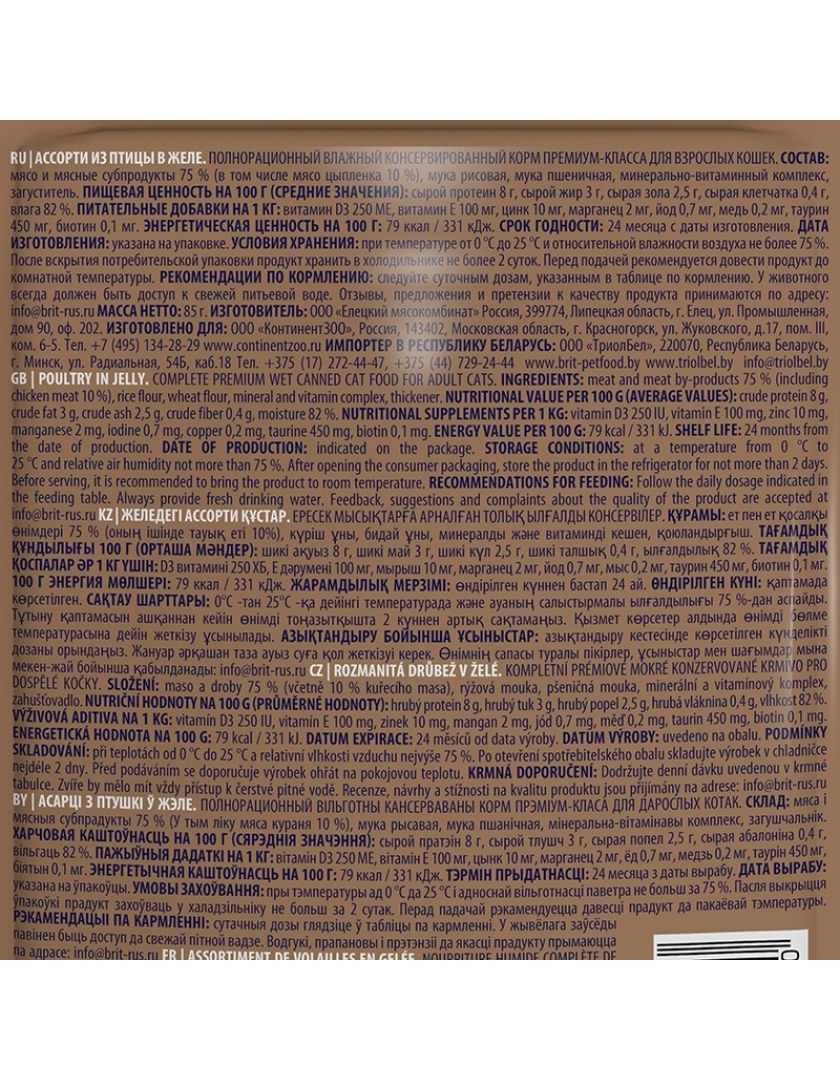 RU | АССОРТИ ИЗ ПТИЦЫ В ЖЕЛЕ. ПОЛНОРАЦИОННЫЙ ВЛАЖНЫЙ КОНСЕРВИРОВАННЫЙ КОРМ ПРЕМИУМ-КЛАССА ДЛЯ ВЗРОСЛЫХ КОШЕК. СОСТАВ:
мясо и мясные субпродукты 75 % (в том числе мясо цыпленка 10 %), мука рисовая, мука пшеничная, минерально-витаминный комплекс,
загуститель. ПИЩЕВАЯ ЦЕННОСТЬ НА 100 Г (СРЕДНИЕ ЗНАЧЕНИЯ): сырой протеин 8 г, сырой жир 3 г, сырая зола 2,5 г, сырая клетчатка 0,4 г,
влага 82 %. ПИТАТЕЛЬНЫЕ ДОБАВКИ НА 1 КГ: витамин D3 250 МЕ, витамин Е 100 мг, цинк 10 мг, марганец 2 мг, йод 0,7 мг, медь 0,2 мг, таурин
450 мг, биотин 0,1 мг. ЭНЕРГЕТИЧЕСКАЯ ЦЕННОСТЬ НА 100 Г: 79 ккал / 331 кДж. СРОК ГОДНОСТИ: 24 месяца с даты изготовления. ДАТА
ИЗГОТОВЛЕНИЯ: указана на упаковке. УСЛОВИЯ ХРАНЕНИЯ: при температуре от 0 °С до 25 °С и относительной влажности воздуха не более 75 %.
После вскрытия потребительской упаковки продукт хранить в холодильнике не более 2 суток. Перед подачей рекомендуется довести продукт до
комнатной температуры. РЕКОМЕНДАЦИИ ПО КОРМЛЕНИЮ: следуйте суточным дозам, указанным в таблице по кормлению. У животного
всегда должен быть доступ к свежей питьевой воде. Отзывы, предложения и претензии к качеству продукта принимаются по адресу:
info@brit-rus.ru МАССА НЕТТО: 85 г. ИЗГОТОВИТЕЛЬ: ООО «Елецкий мясокомбинат» Россия, 399774, Липецкая область, г. Елец, ул. Промышленная,
дом 90, оф. 202. ИЗГОТОВЛЕНО ДЛЯ: ООО «КонтинентЗОО», Россия, 143402, Московская область, г. Красногорск, ул. Жуковского, д.17, пом. III,
ком. 6-5. Тел. +7 (495) 134-28-29 www.continentzoo.ru ИМПОРТЕР В РЕСПУБЛИКУ БЕЛАРУСЬ: ООО «ТриолБел», 220070, Республика Беларусь,
г. Минск, ул. Радиальная, 54Б, каб.18 Тел. +375 (17) 272-44-47, +375 (44) 729-24-44 www.brit-petfood.by www.triolbel.by info@triolbel.by
GB | POULTRY IN JELLY. COMPLETE PREMIUM WET CANNED CAT FOOD FOR ADULT CATS. INGREDIENTS: meat and meat by-products 75 % (including
chicken meat 10 %), rice flour, wheat flour, mineral and vitamin complex, thickener. NUTRITIONAL VALUE PER 100 G (AVERAGE VALUES): crude protein 8 g,
crude fat 3 g, crude ash 2,5 g, crude fiber 0,4 g, moisture 82 %. NUTRITIONAL SUPPLEMENTS PER 1 KG: vitamin D3 250 IU, vitamin E 100 mg, zinc 10 mg,
manganese 2 mg, iodine 0,7 mg, copper 0,2 mg, taurine 450 mg, biotin 0,1 mg. ENERGY VALUE PER 100 G: 79 kcal / 331 kJ. SHELF LIFE: 24 months from
the date of production. DATE OF PRODUCTION: indicated on the package. STORAGE CONDITIONS: at a temperature from 0 °C to
25 °C and relative air humidity not more than 75 %. After opening the consumer packaging, store the product in the refrigerator for not more than 2 days.
Before serving, it is recommended to bring the product to room temperature. RECOMMENDATIONS FOR FEEDING: Follow the daily dosage indicated in
the feeding table. Always provide fresh drinking water. Feedback, suggestions and complaints about the quality of the product are accepted at
info@brit-rus.ru KZ | ЖЕЛЕДЕГІ АССОРТИ ҚҰСТАР. ЕРЕСЕК МЫСЫҚТАРҒА АРНАЛҒАН ТОЛЫҚ ЫЛҒАЛДЫ КОНСЕРВІЛЕР. ҚҰРАМЫ: ет пен ет қосалқы
өнімдері 75 % (оның ішінде тауық еті 10%), күріш ұны, бидай ұны, минералды және витаминді кешен, қоюландырғыш. ТАҒАМДЫҚ
ҚҰНДЫЛЫҒЫ 100 Г (ОРТАША МӘНДЕР): шикі ақуыз 8 г, шикі май 3 г, шикі күл 2,5 г, шикі талшық 0,4 г, ылғалдылық 82 %. ТАҒАМДЫҚ
ҚОСПАЛАР ӘР 1 КГ ҮШІН: D3 витамині 250 ХБ, Е дәрумені 100 мг, мырыш 10 мг, марганец 2 мг, йод 0,7 мг, мыс 0,2 мг, таурин 450 мг, биотин 0,1 мг.
100 Г ЭНЕРГИЯ МӨЛШЕРІ: 79 ккал / 331 кДж. ЖАРАМДЫЛЫҚ МЕРЗІМІ: өндірілген күннен бастап 24 ай. ӨНДІРІЛГЕН КҮНІ: қаптамада
көрсетілген. САҚТАУ ШАРТТАРЫ: 0°С -тан 25°С -қа дейінгі температурада және ауаның салыстырмалы ылғалдылығы 75 %-дан аспайды.
Тұтыну қаптамасын ашқаннан кейін өнімді тоңазытқышта 2 күннен артық сақтамаңыз. Қызмет көрсетер алдында өнімді бөлме
температурасына дейін жеткізу ұсынылады. АЗЫҚТАНДЫРУ БОЙЫНША ҰСЫНЫСТАР: азықтандыру кестесінде көрсетілген күнделікті
дозаны орындаңыз. Жануар әрқашан таза ауыз суға қол жеткізуі керек. Өнімнің сапасы туралы пікірлер, ұсыныстар мен шағымдар мына
мекен-жай бойынша қабылданады: info@brit-rus.ru CZ | ROZMANITÁ DRŮBEŽ V ŽELÉ. KOMPLETNÍ PRÉMIOVÉ MOKRÉ KONZERVOVANÉ KRMIVO PRO
DOSPĚLÉ KOČKY. SLOŽENÍ: maso a droby 75 % (včetně 10 % kuřecího masa), rýžová mouka, pšeničná mouka, minerální a vitamínový komplex,
zahušťovadlo. NUTRIČNÍ HODNOTY NA 100 G (PRŮMĚRNÉ HODNOTY): hrubý protein 8 g, hrubý tuk 3 g, hrubý popel 2,5 g, hrubá vláknina 0,4 g, vlhkost 82 %.
VÝŽIVOVÁ ADITIVA NA 1 KG: vitamín D3 250 IU, vitamín E 100 mg, zinek 10 mg, mangan 2 mg, jód 0,7 mg, měď 0,2 mg, taurin 450 mg, biotin 0,1 mg.
ENERGETICKÁ HODNOTA NA 100 G: 79 kcal / 331 kJ. DATUM EXPIRACE: 24 měsíců od data výroby. DATUM VÝROBY: uvedeno na obalu. PODMÍNKY
SKLADOVÁNÍ: při teplotách od 0 °C do 25 °C a relativní vlhkosti vzduchu nejvýše 75 %. Po otevření spotřebitelského obalu skladujte výrobek v chladničce
nejdéle 2 dny. Před podáváním se doporučuje výrobek ohřát na pokojovou teplotu. KRMNÁ DOPORUČENÍ: Dodržujte denní dávku uvedenou v krmné
tabulce. Zvíře by mělo mít vždy přístup k čerstvé pitné vodě. Recenze, návrhy a stížnosti na kvalitu produktu jsou přijímány na adrese: info@brit-rus.ru
BY | АСАРЦІ З ПТУШКІ Ў ЖЭЛЕ. ПОЛНОРАЦИОННЫЙ ВІЛЬГОТНЫ КАНСЕРВАВАНЫ КОРМ ПРЭМІУМ-КЛАСА ДЛЯ ДАРОСЛЫХ КОТАК. СКЛАД: мяса і
мясныя субпрадукты 75 % (У тым ліку мяса кураня 10 %), мука рысавая, мука пшанічная, мінеральна-вітамінавы комплекс, загушчальнік.
ХАРЧОВАЯ КАШТОЎНАСЦЬ НА 100 Г (СЯРЭДНІЯ ЗНАЧЭННЯ): сырой пратэін 8 г, сырой тлушч 3 г, сырая попел 2,5 г, сырая абалоніна 0,4 г,
вільгаць 82 %. ПАЖЫЎНЫЯ ДАДАТКІ НА 1 КГ: вітамін D3 250 МЕ, вітамін Е 100 мг, цынк 10 мг, марганец 2 мг, ёд 0,7 мг, медзь 0,2 мг, таурін 450 мг,
біятын 0,1 мг. ЭНЕРГЕТЫЧНАЯ КАШТОЎНАСЦЬ НА 100 Г: 79 ккал / 331 кДж. ТЭРМІН ПРЫДАТНАСЦІ: 24 месяца з даты вырабу. ДАТА ВЫРАБУ:
указана на ўпакоўцы. УМОВЫ ЗАХОЎВАННЯ: пры тэмпературы ад 0 °С да 25 °С і адноснай вільготнасці паветра не больш за 75 %. Пасля выкрыцця
ўпакоўкі прадукт захоўваць у халадзільніку не больш за 2 сутак. Перад падачай рэкамендуецца давесці прадукт да пакаёвай тэмпературы.
РЭКАМЕНДАЦЫІ ПА КАРМЛЕННІ: сутачныя дозы глядзіце ў табліцы па кармленні. У жывёлага заўсёды
павінен быць доступ да свежай пітной вадзе. Водгукі, прапановы і прэтэнзіі да якасці прадукту прымаюцца
па адрасе: info@brit-rus.ru FR | ASSORTIMENT DE VOLAILLES EN GELÉE. NOURRITURE HUMIDE COMPLÈTE DE